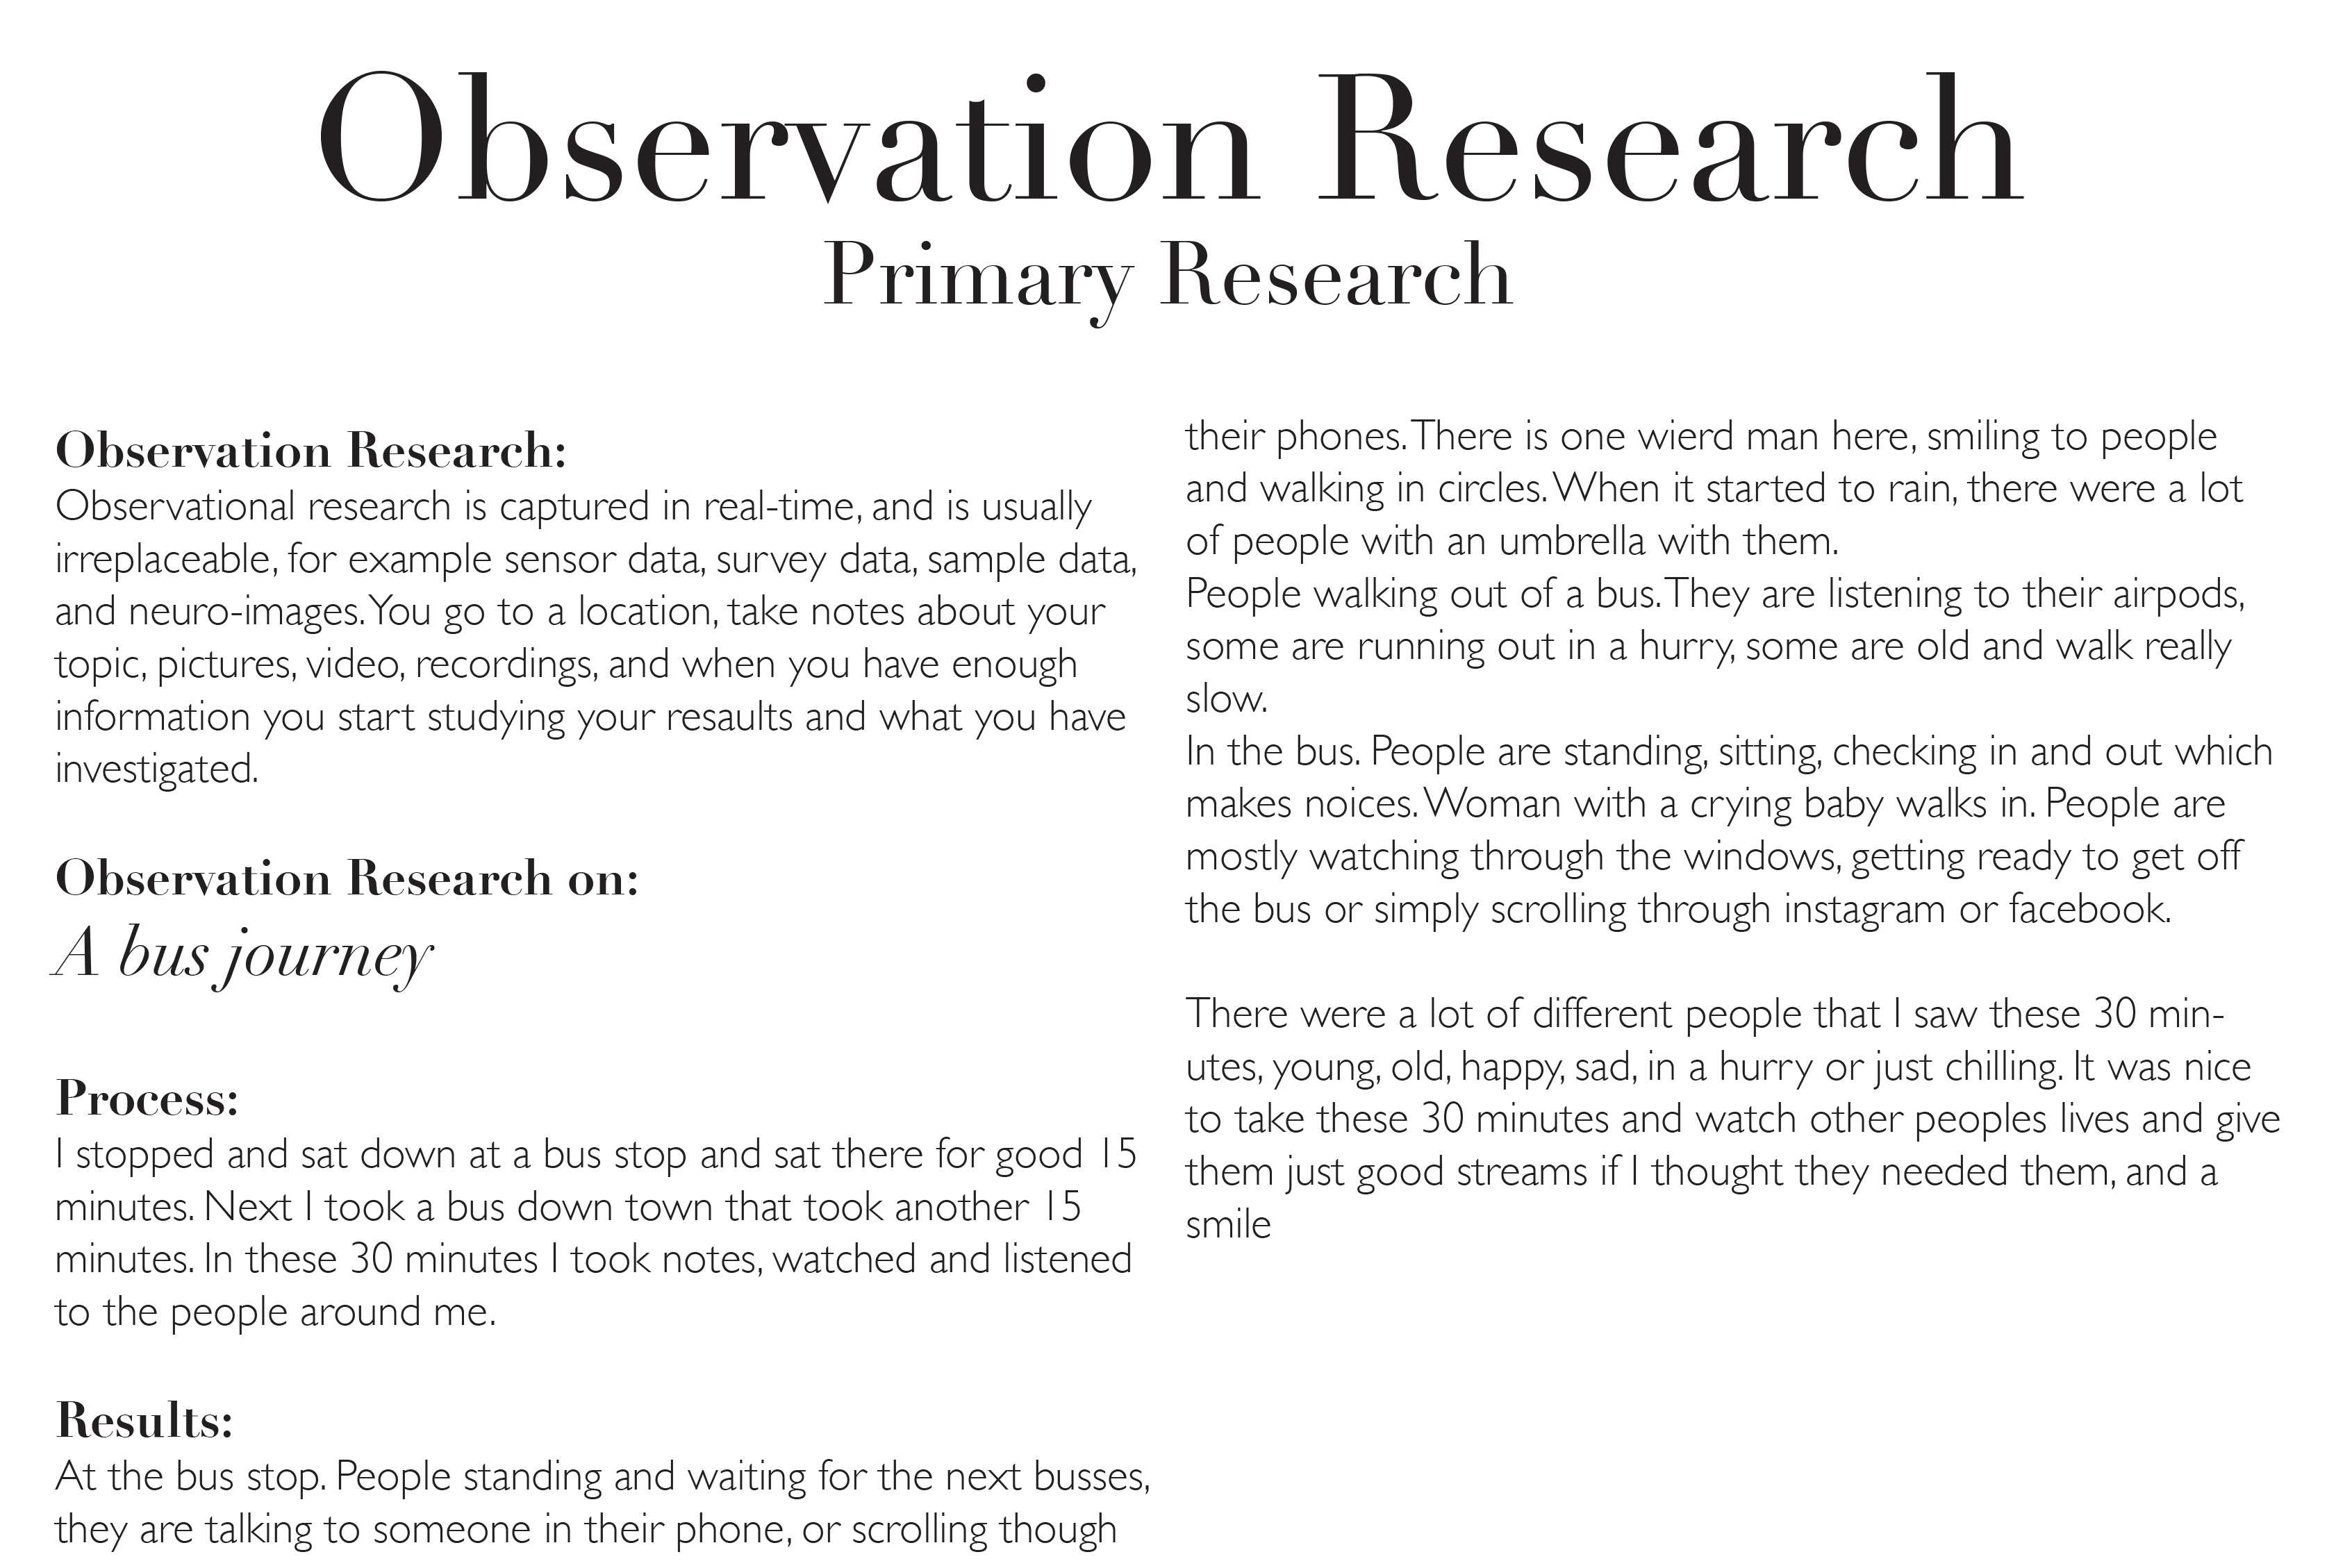 Observation Research
Primary Research
Observation Research:
Observational research is captured in real-time, and is usually
irreplaceable, for example sensor data, survey data, sample data,
and neuro-images. You go to a location, take notes about your
topic, pictures, video, recordings, and when you have enough
information you start studying your resaults and what you have
investigated.
Observation Research on:
A bus journey
Process:
I stopped and sat down at a bus stop and sat there for good 15
minutes. Next I took a bus down town that took another 15
minutes. In these 30 minutes I took notes, watched and listened
to the people around me.
Results:
At the bus stop. People standing and waiting for the next busses,
they are talking to someone in their phone, or scrolling though
their phones. There is one wierd man here, smiling to people
and walking in circles. When it started to rain, there were a lot
of people with an umbrella with them.
People walking out of a bus. They are listening to their airpods,
some are running out in a hurry, some are old and walk really
slow.
In the bus. People are standing, sitting, checking in and out which
makes noices. Woman with a crying baby walks in. People are
mostly watching through the windows, getting ready to get off
the bus or simply scrolling through instagram or facebook.
There were a lot of different people that I saw these 30 min-
utes, young, old, happy, sad, in a hurry or just chilling. It was nice
to take these 30 minutes and watch other peoples lives and give
them just good streams if I thought they needed them, and a
smile